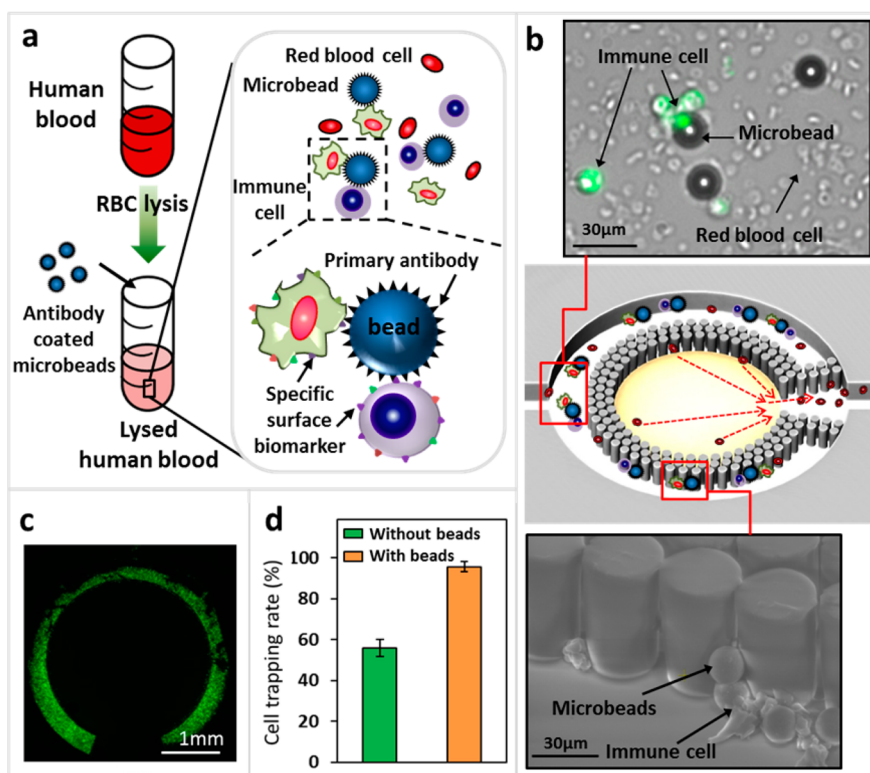 a
Human
blood
RBC lysis
Antibody
coated
microbeads
Lysed
human blood
Red blood cell
Microbead
Immune
cell
Primary antibody
bead
Specific
surface
biomarker
b
Immune cell
Microbead
Red blood cell
30µm
Microbeads
Immune cell
30µm
c
1mm
d
Without beads
With beads
Cell trapping rate (%)
100
80
60
40
20
0